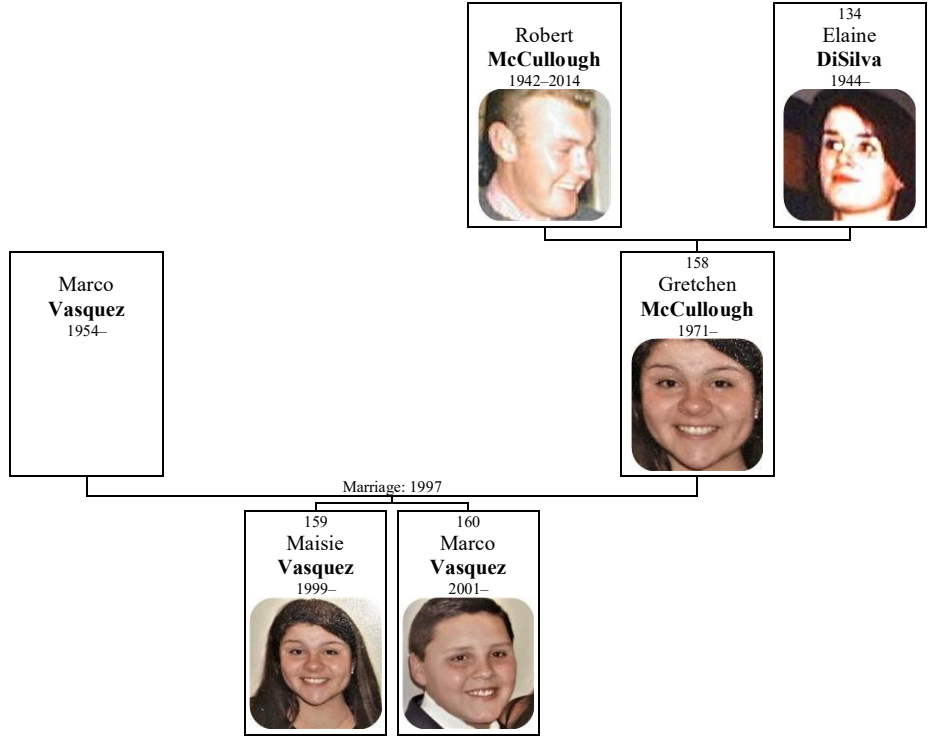 Robert
McCullough
1942–2014
134
Elaine
DiSilva
1944–
Marco
Vasquez
1954–
158
Gretchen
McCullough
1971–
Marriage: 1997
159
Maisie
Vasquez
1999–
160
Marco
Vasquez
2001–